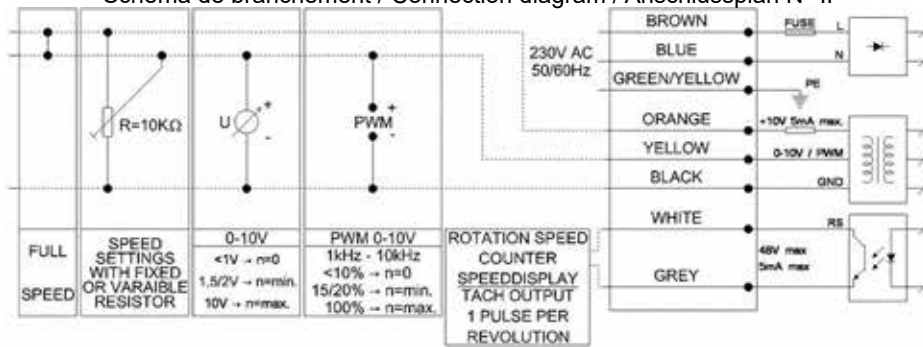 Schéma de branchement / Connection diagram / Anschlussplan N° II
230V AC
50/60Hz
BROWN
BLUE
GREEN/YELLOW
ORANGE
YELLOW
BLACK
WHITE
GREY
FUSE
L
N
PE
+10V 5mA max.
0-10V / PWM
GND
RS
48V max
5mA max
R=10KΩ
U
+
-
+
PWM
-
FULL
SPEED
SPEED
SETTINGS
WITH FIXED
OR VARAIBLE
RESISTOR
0-10V
<1V → n=0
1,5/2V → n=min.
10V → n=max.
PWM 0-10V
1kHz - 10kHz
<10% → n=0
15/20% → n=min.
100% → n=max.
ROTATION SPEED
COUNTER
SPEEDDISPLAY
TACH OUTPUT
1 PULSE PER
REVOLUTION